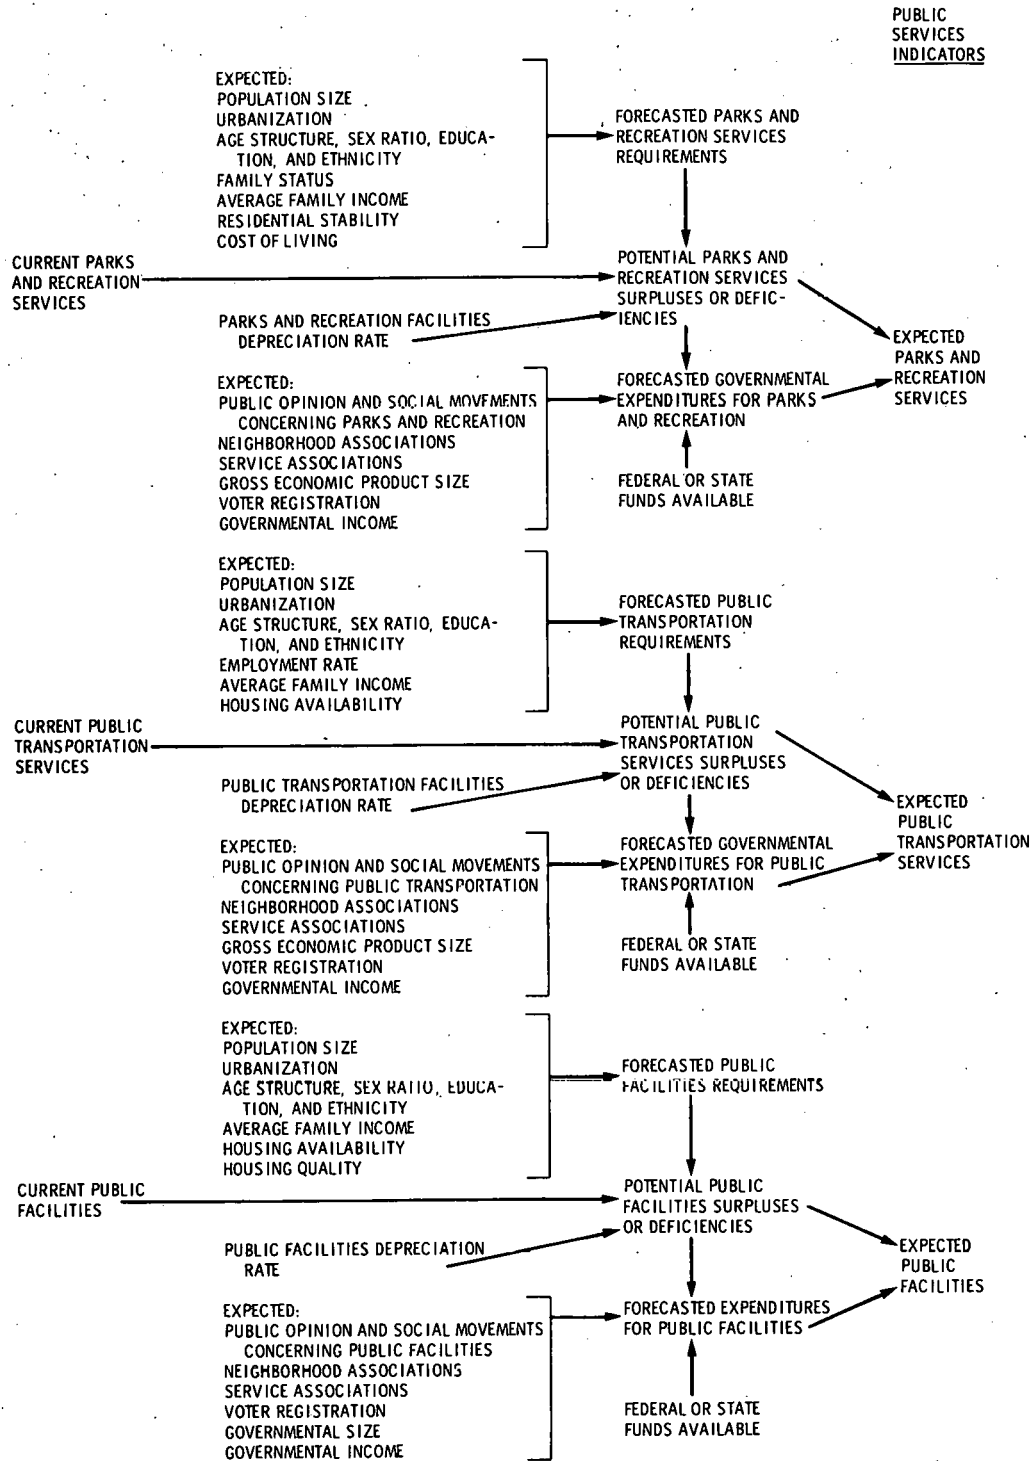 PUBLIC
SERVICES
INDICATORS
EXPECTED:
POPULATION SIZE
URBANIZATION
AGE STRUCTURE, SEX RATIO, EDUCA-
TION, AND ETHNICITY
FAMILY STATUS
AVERAGE FAMILY INCOME
RESIDENTIAL STABILITY
COST OF LIVING
FORECASTED PARKS AND
RECREATION SERVICES
REQUIREMENTS
CURRENT PARKS
AND RECREATION
SERVICES
POTENTIAL PARKS AND
RECREATION SERVICES
SURPLUSES OR DEFIC-
IENCIES
PARKS AND RECREATION FACILITIES
DEPRECIATION RATE
EXPECTED
PARKS AND
RECREATION
SERVICES
EXPECTED:
PUBLIC OPINION AND SOCIAL MOVEMENTS
CONCERNING PARKS AND RECREATION
NEIGHBORHOOD ASSOCIATIONS
SERVICE ASSOCIATIONS
GROSS ECONOMIC PRODUCT SIZE
VOTER REGISTRATION
GOVERNMENTAL INCOME
FORECASTED GOVERNMENTAL
EXPENDITURES FOR PARKS
AND RECREATION
FEDERAL OR STATE
FUNDS AVAILABLE
EXPECTED:
POPULATION SIZE
URBANIZATION
AGE STRUCTURE, SEX RATIO, EDUCA-
TION, AND ETHNICITY
EMPLOYMENT RATE
AVERAGE FAMILY INCOME
HOUSING AVAILABILITY
FORECASTED PUBLIC
TRANSPORTATION
REQUIREMENTS
CURRENT PUBLIC
TRANSPORTATION
SERVICES
POTENTIAL PUBLIC
TRANSPORTATION
SERVICES SURPLUSES
OR DEFICIENCIES
PUBLIC TRANSPORTATION FACILITIES
DEPRECIATION RATE
EXPECTED
PUBLIC
TRANSPORTATION
SERVICES
EXPECTED:
PUBLIC OPINION AND SOCIAL MOVEMENTS
CONCERNING PUBLIC TRANSPORTATION
NEIGHBORHOOD ASSOCIATIONS
SERVICE ASSOCIATIONS
GROSS ECONOMIC PRODUCT SIZE
VOTER REGISTRATION
GOVERNMENTAL INCOME
FORECASTED GOVERNMENTAL
EXPENDITURES FOR PUBLIC
TRANSPORTATION
FEDERAL OR STATE
FUNDS AVAILABLE
EXPECTED:
POPULATION SIZE
URBANIZATION
AGE STRUCTURE, SEX RATIO, EDUCA-
TION, AND ETHNICITY
AVERAGE FAMILY INCOME
HOUSING AVAILABILITY
HOUSING QUALITY
FORECASTED PUBLIC
FACILITIES REQUIREMENTS
CURRENT PUBLIC
FACILITIES
POTENTIAL PUBLIC
FACILITIES SURPLUSES
OR DEFICIENCIES
PUBLIC FACILITIES DEPRECIATION
RATE
EXPECTED
PUBLIC
FACILITIES
EXPECTED:
PUBLIC OPINION AND SOCIAL MOVEMENTS
CONCERNING PUBLIC FACILITIES
NEIGHBORHOOD ASSOCIATIONS
SERVICE ASSOCIATIONS
VOTER REGISTRATION
GOVERNMENTAL SIZE
GOVERNMENTAL INCOME
FORECASTED EXPENDITURES
FOR PUBLIC FACILITIES
FEDERAL OR STATE
FUNDS AVAILABLE